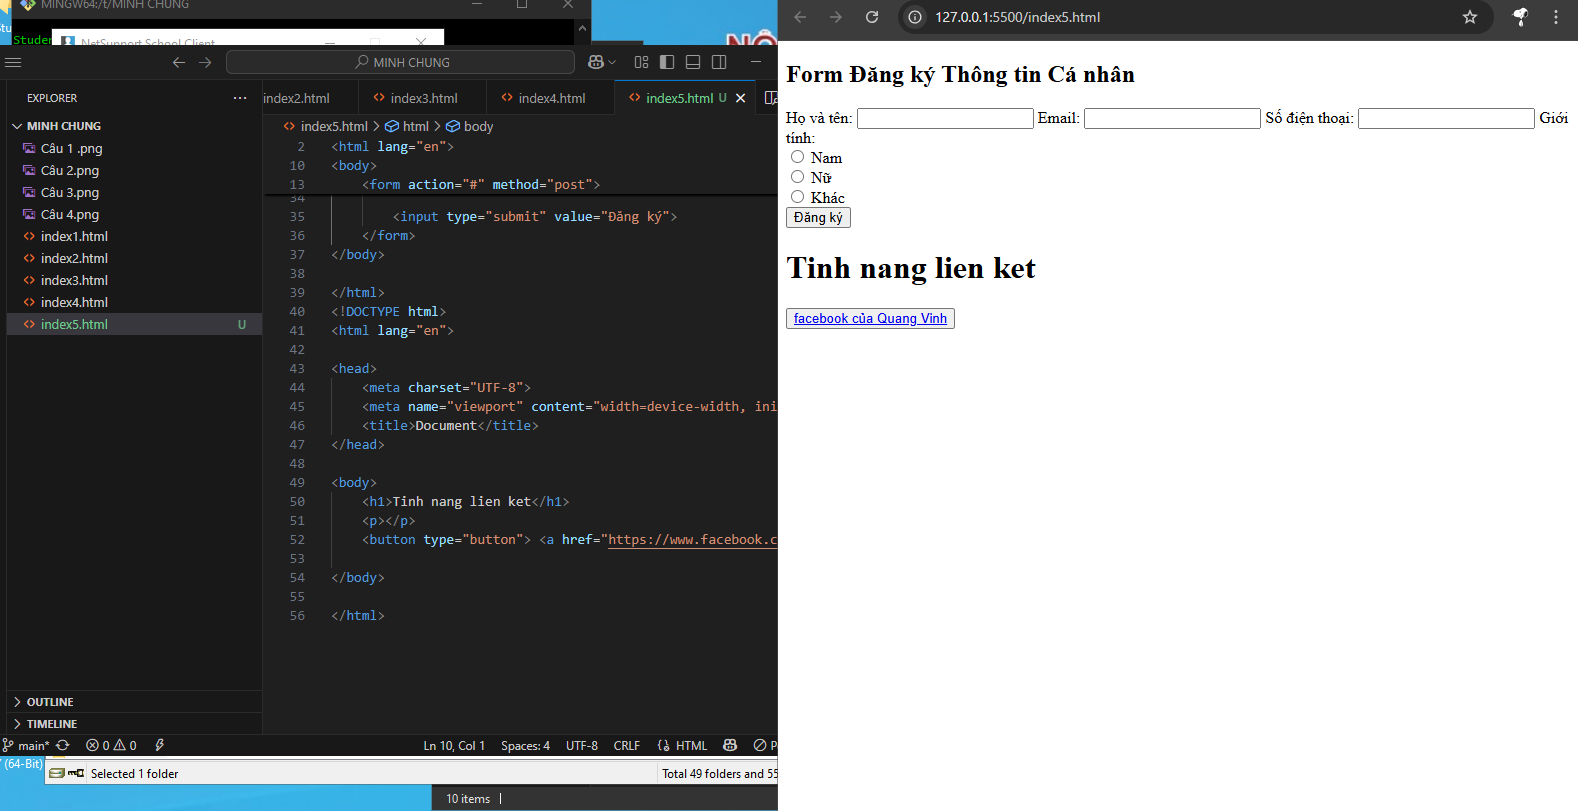 MINGW64:/t/MINH CHUNG
Studen
NetSupport School Client
MINH CHUNG
EXPLORER
MINH CHUNG
Câu 1 .png
Câu 2.png
Câu 3.png
Câu 4.png
index1.html
index2.html
index3.html
index4.html
index5.html U
OUTLINE
TIMELINE
index2.html index3.html index4.html index5.html U
index5.html > html > body
2 <html lang="en">
10 <body>
13 <form action="#" method="post">
34
35 <input type="submit" value="Đăng ký">
36 </form>
37 </body>
38
39 </html>
40 <!DOCTYPE html>
41 <html lang="en">
42
43 <head>
44 <meta charset="UTF-8">
45 <meta name="viewport" content="width=device-width, ini
46 <title>Document</title>
47 </head>
48
49 <body>
50 <h1>Tinh nang lien ket</h1>
51 <p></p>
52 <button type="button"> <a href="https://www.facebook.c
53
54 </body>
55
56 </html>
main* 0 0 Ln 10, Col 1 Spaces: 4 UTF-8 CRLF HTML P
(64-Bit)
Selected 1 folder Total 49 folders and 55
10 items
127.0.0.1:5500/index5.html
Form Đăng ký Thông tin Cá nhân
Họ và tên: Email: Số điện thoại: Giới
tính:
Nam
Nữ
Khác
Đăng ký
Tinh nang lien ket
facebook của Quang Vinh